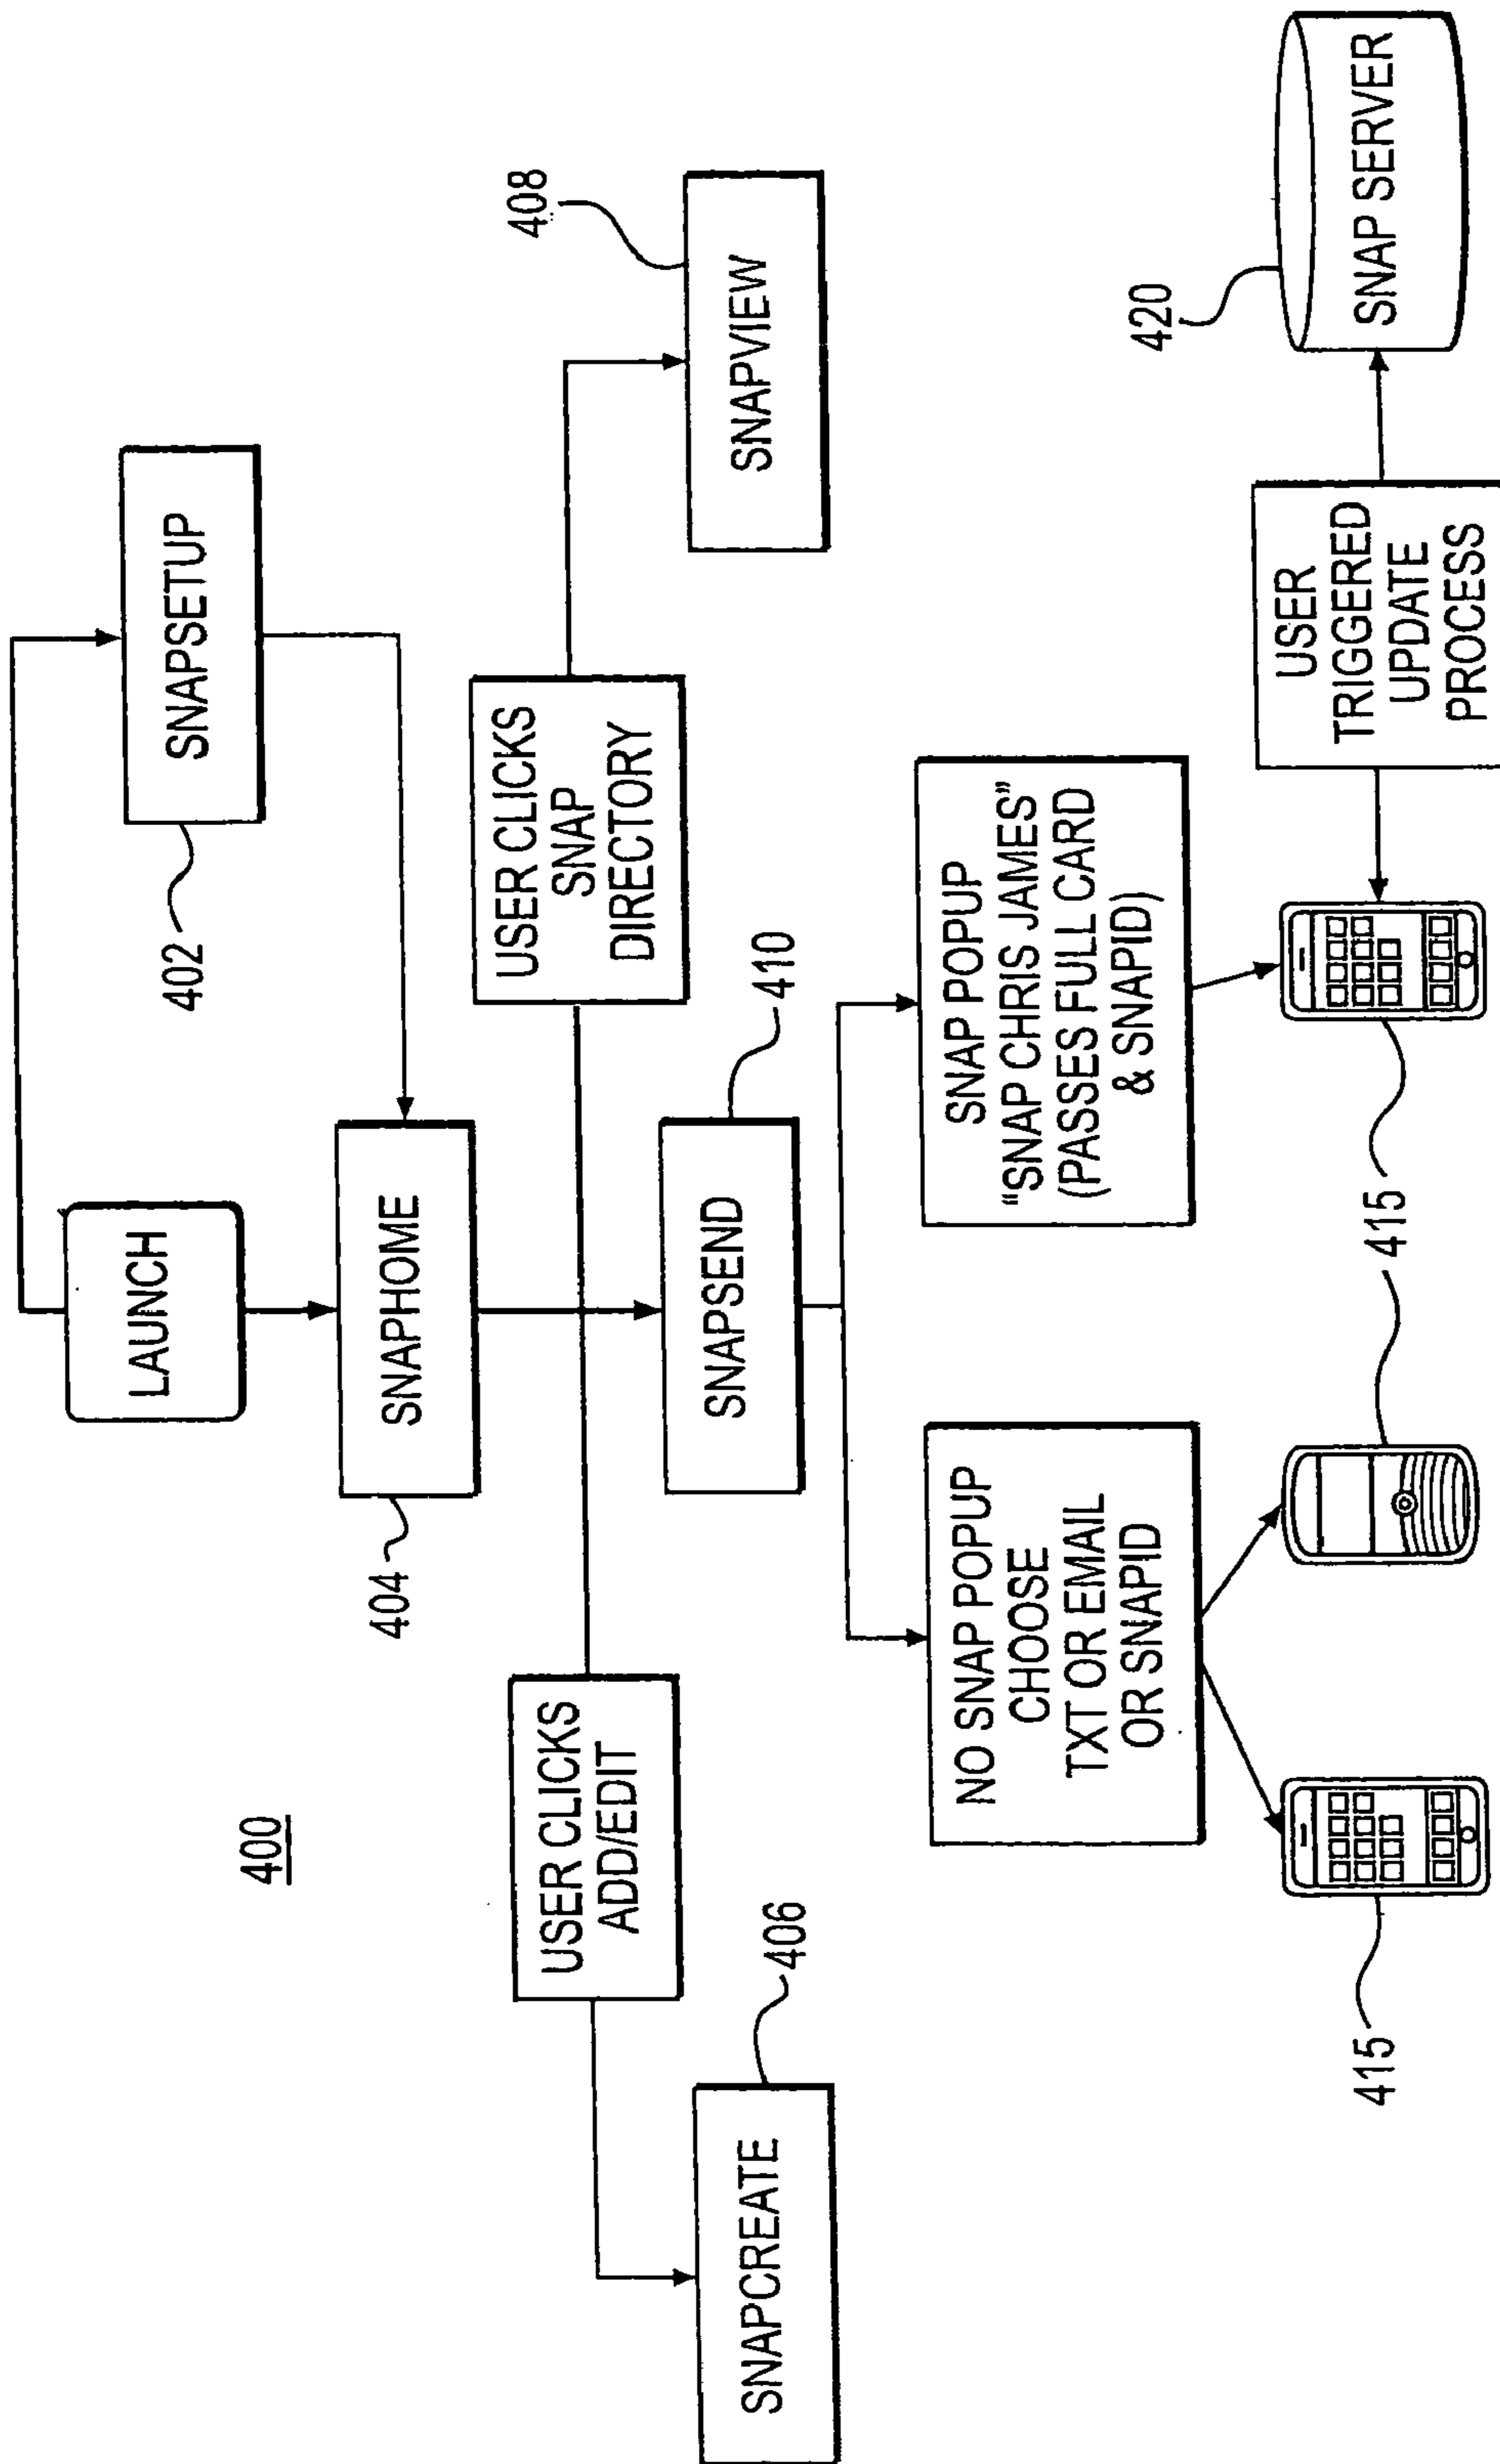 400
LAUNCH
SNAPSETUP
402
SNAPHOME
404
USER CLICKS
ADD/EDIT
USER CLICKS
SNAP
DIRECTORY
SNAPCREATE
406
SNAPSEND
410
SNAPVIEW
408
NO SNAP POPUP
CHOOSE
TXT OR EMAIL
OR SNAPID
SNAP POPUP
“SNAP CHRIS JAMES”
(PASSES FULL CARD
& SNAPID)
415
415
USER
TRIGGERED
UPDATE
PROCESS
420
SNAP SERVER